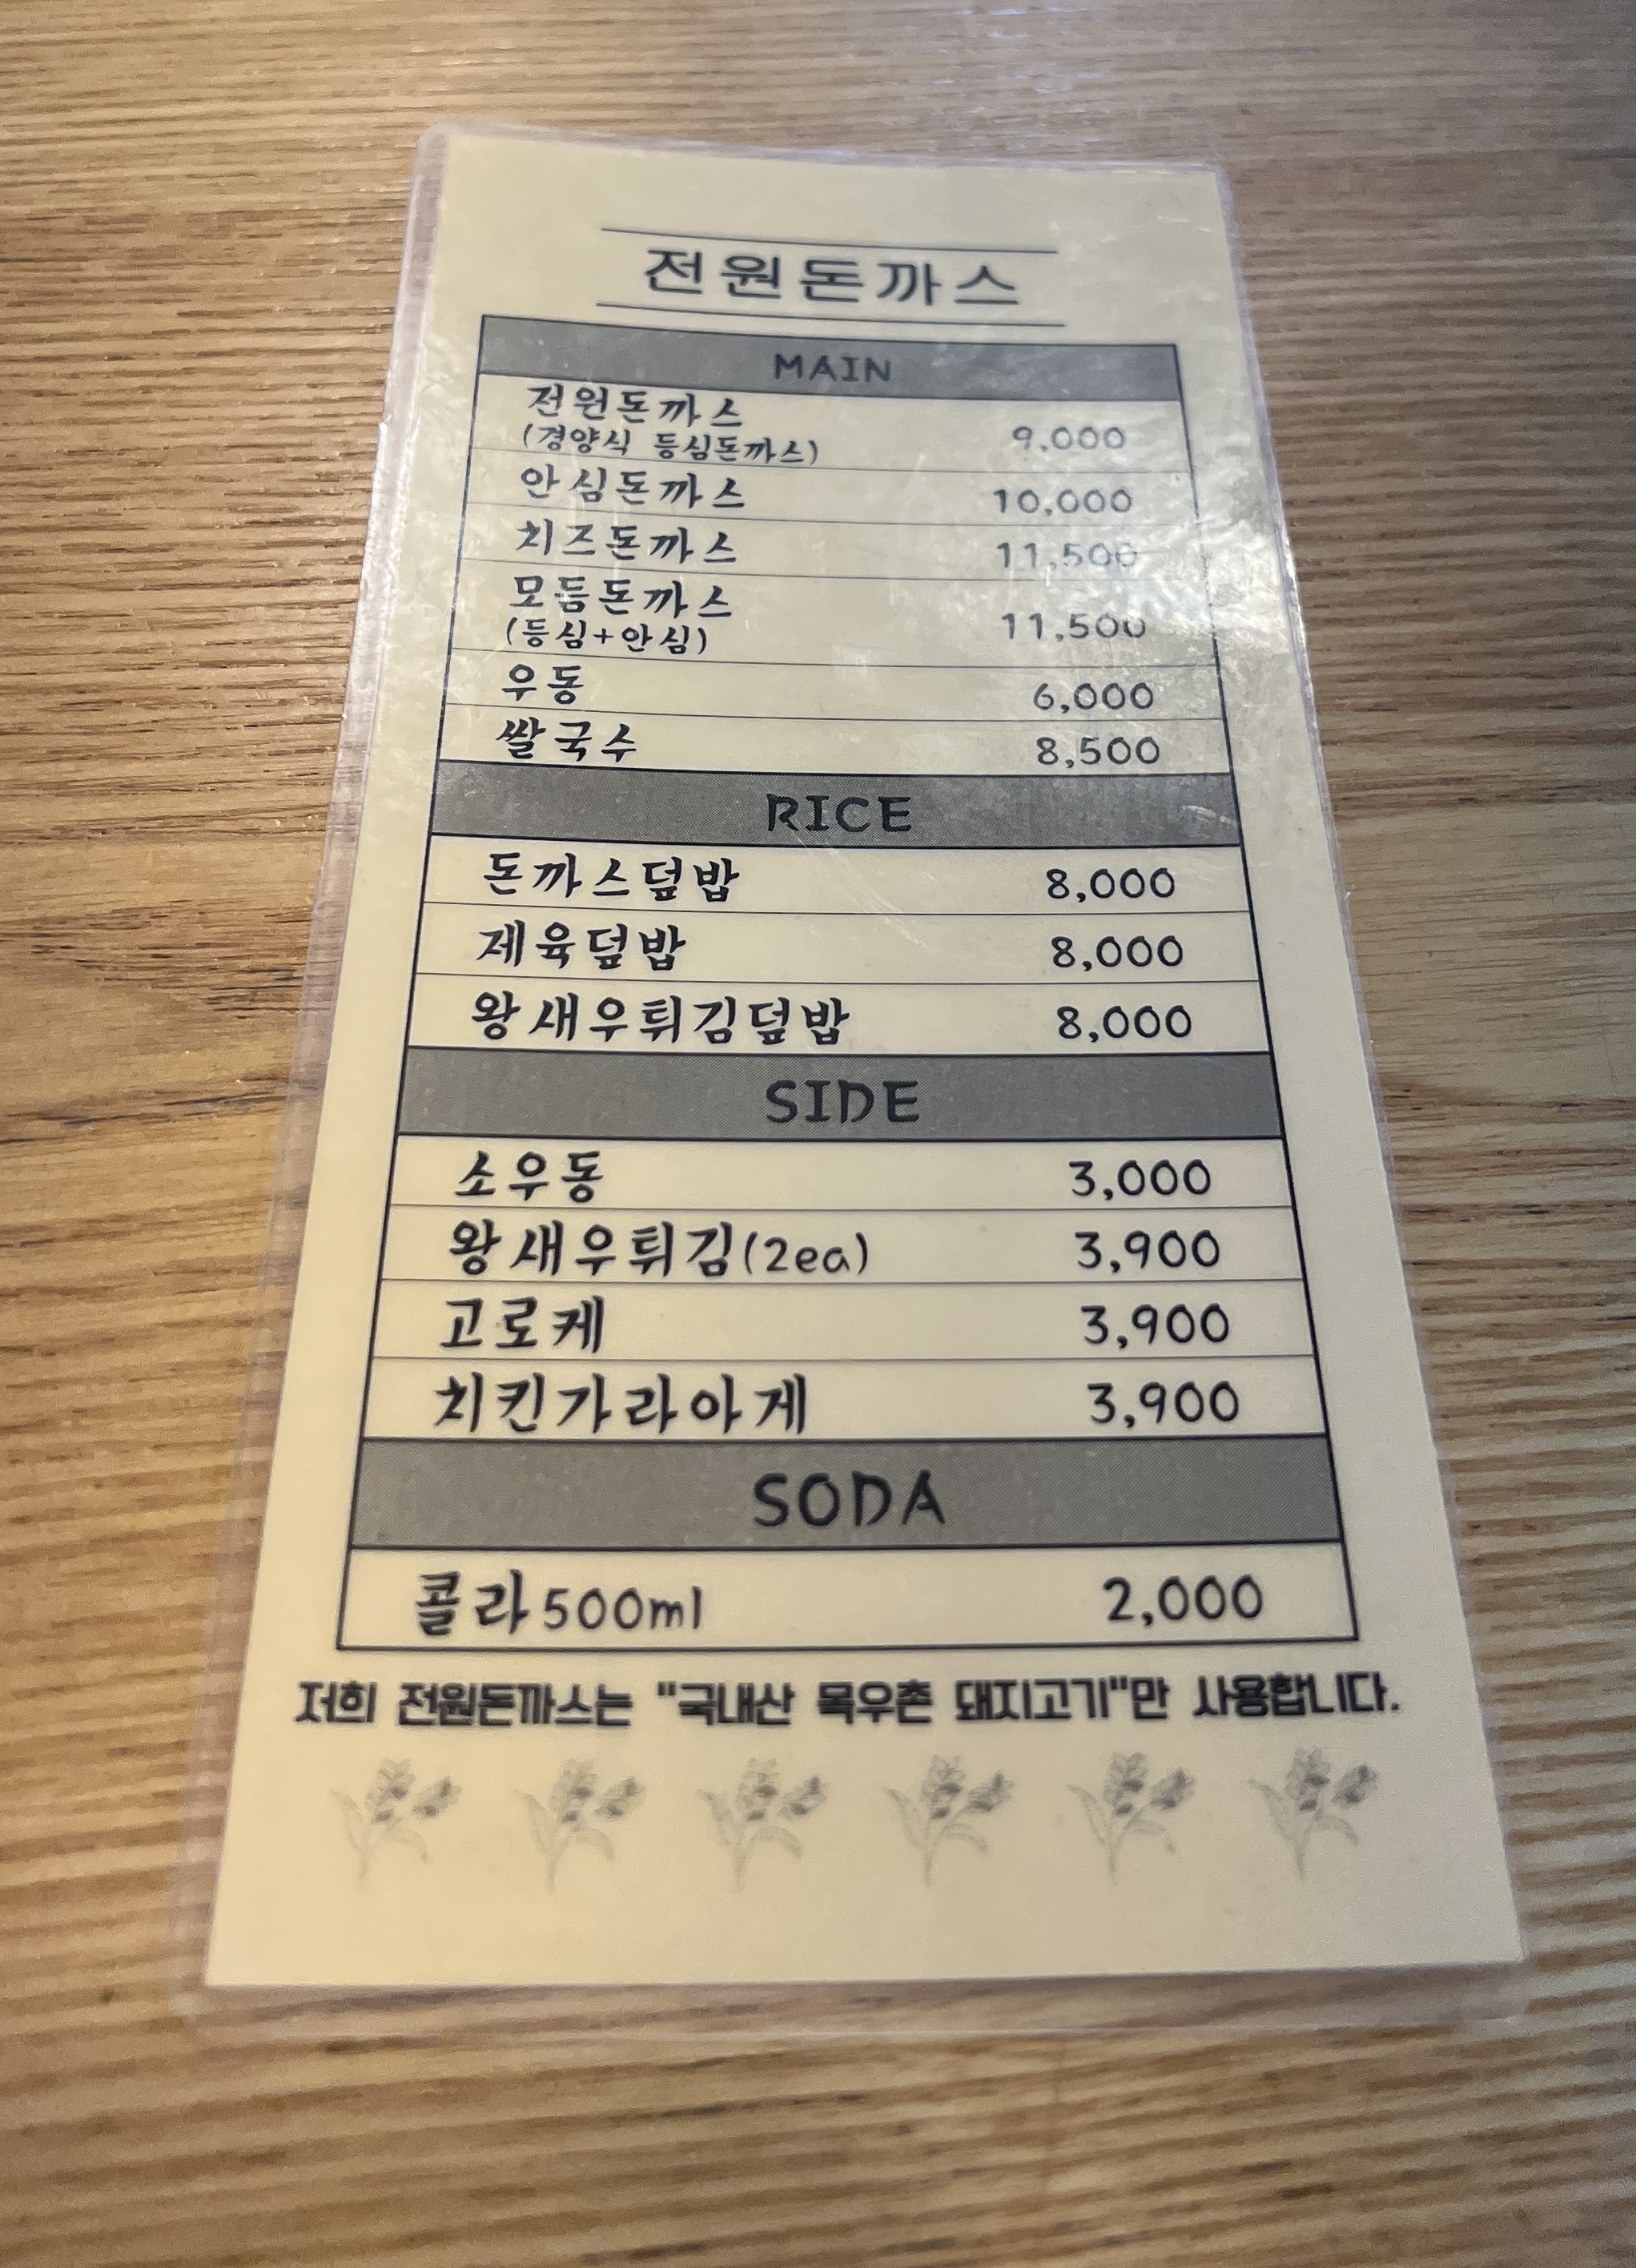 전원돈까스
MAIN
전원돈까스
(경양식 등심돈까스) 9,000
안심돈까스 10,000
치즈돈까스 11,500
모듬돈까스
(등심+안심) 11,500
우동 6,000
쌀국수 8,500
RICE
돈까스덮밥 8,000
제육덮밥 8,000
왕새우튀김덮밥 8,000
SIDE
소우동 3,000
왕새우튀김(2ea) 3,900
고로케 3,900
치킨가라아게 3,900
SODA
콜라500ml 2,000
저희 전원돈까스는 "국내산 목우촌 돼지고기"만 사용합니다.